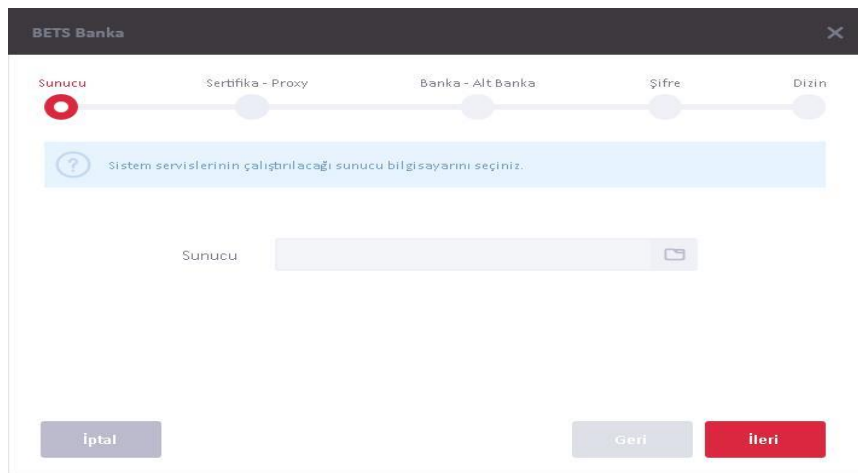 BETS Banka
Sunucu Sertifika - Proxy Banka - Alt Banka Şifre Dizin
Sistem servislerinin çalıştırılacağı sunucu bilgisayarını seçiniz.
Sunucu
İptal Geri İleri